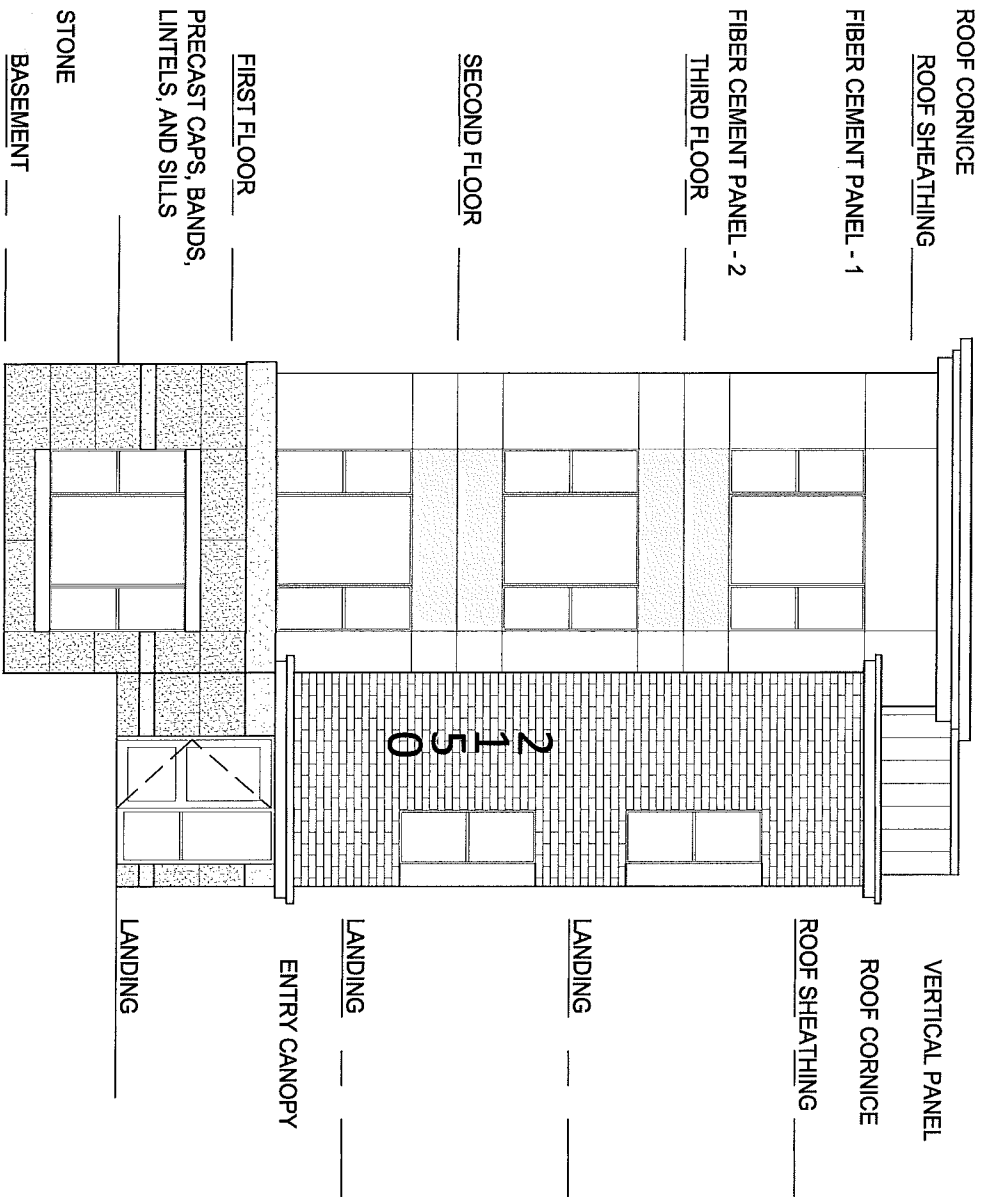 ROOF CORNICE
ROOF SHEATHING
FIBER CEMENT PANEL - 1
FIBER CEMENT PANEL - 2
THIRD FLOOR
SECOND FLOOR
FIRST FLOOR
PRECAST CAPS, BANDS,
LINTELS, AND SILLS
STONE
BASEMENT
2
1
5
0
VERTICAL PANEL
ROOF CORNICE
ROOF SHEATHING
LANDING
LANDING
ENTRY CANOPY
LANDING